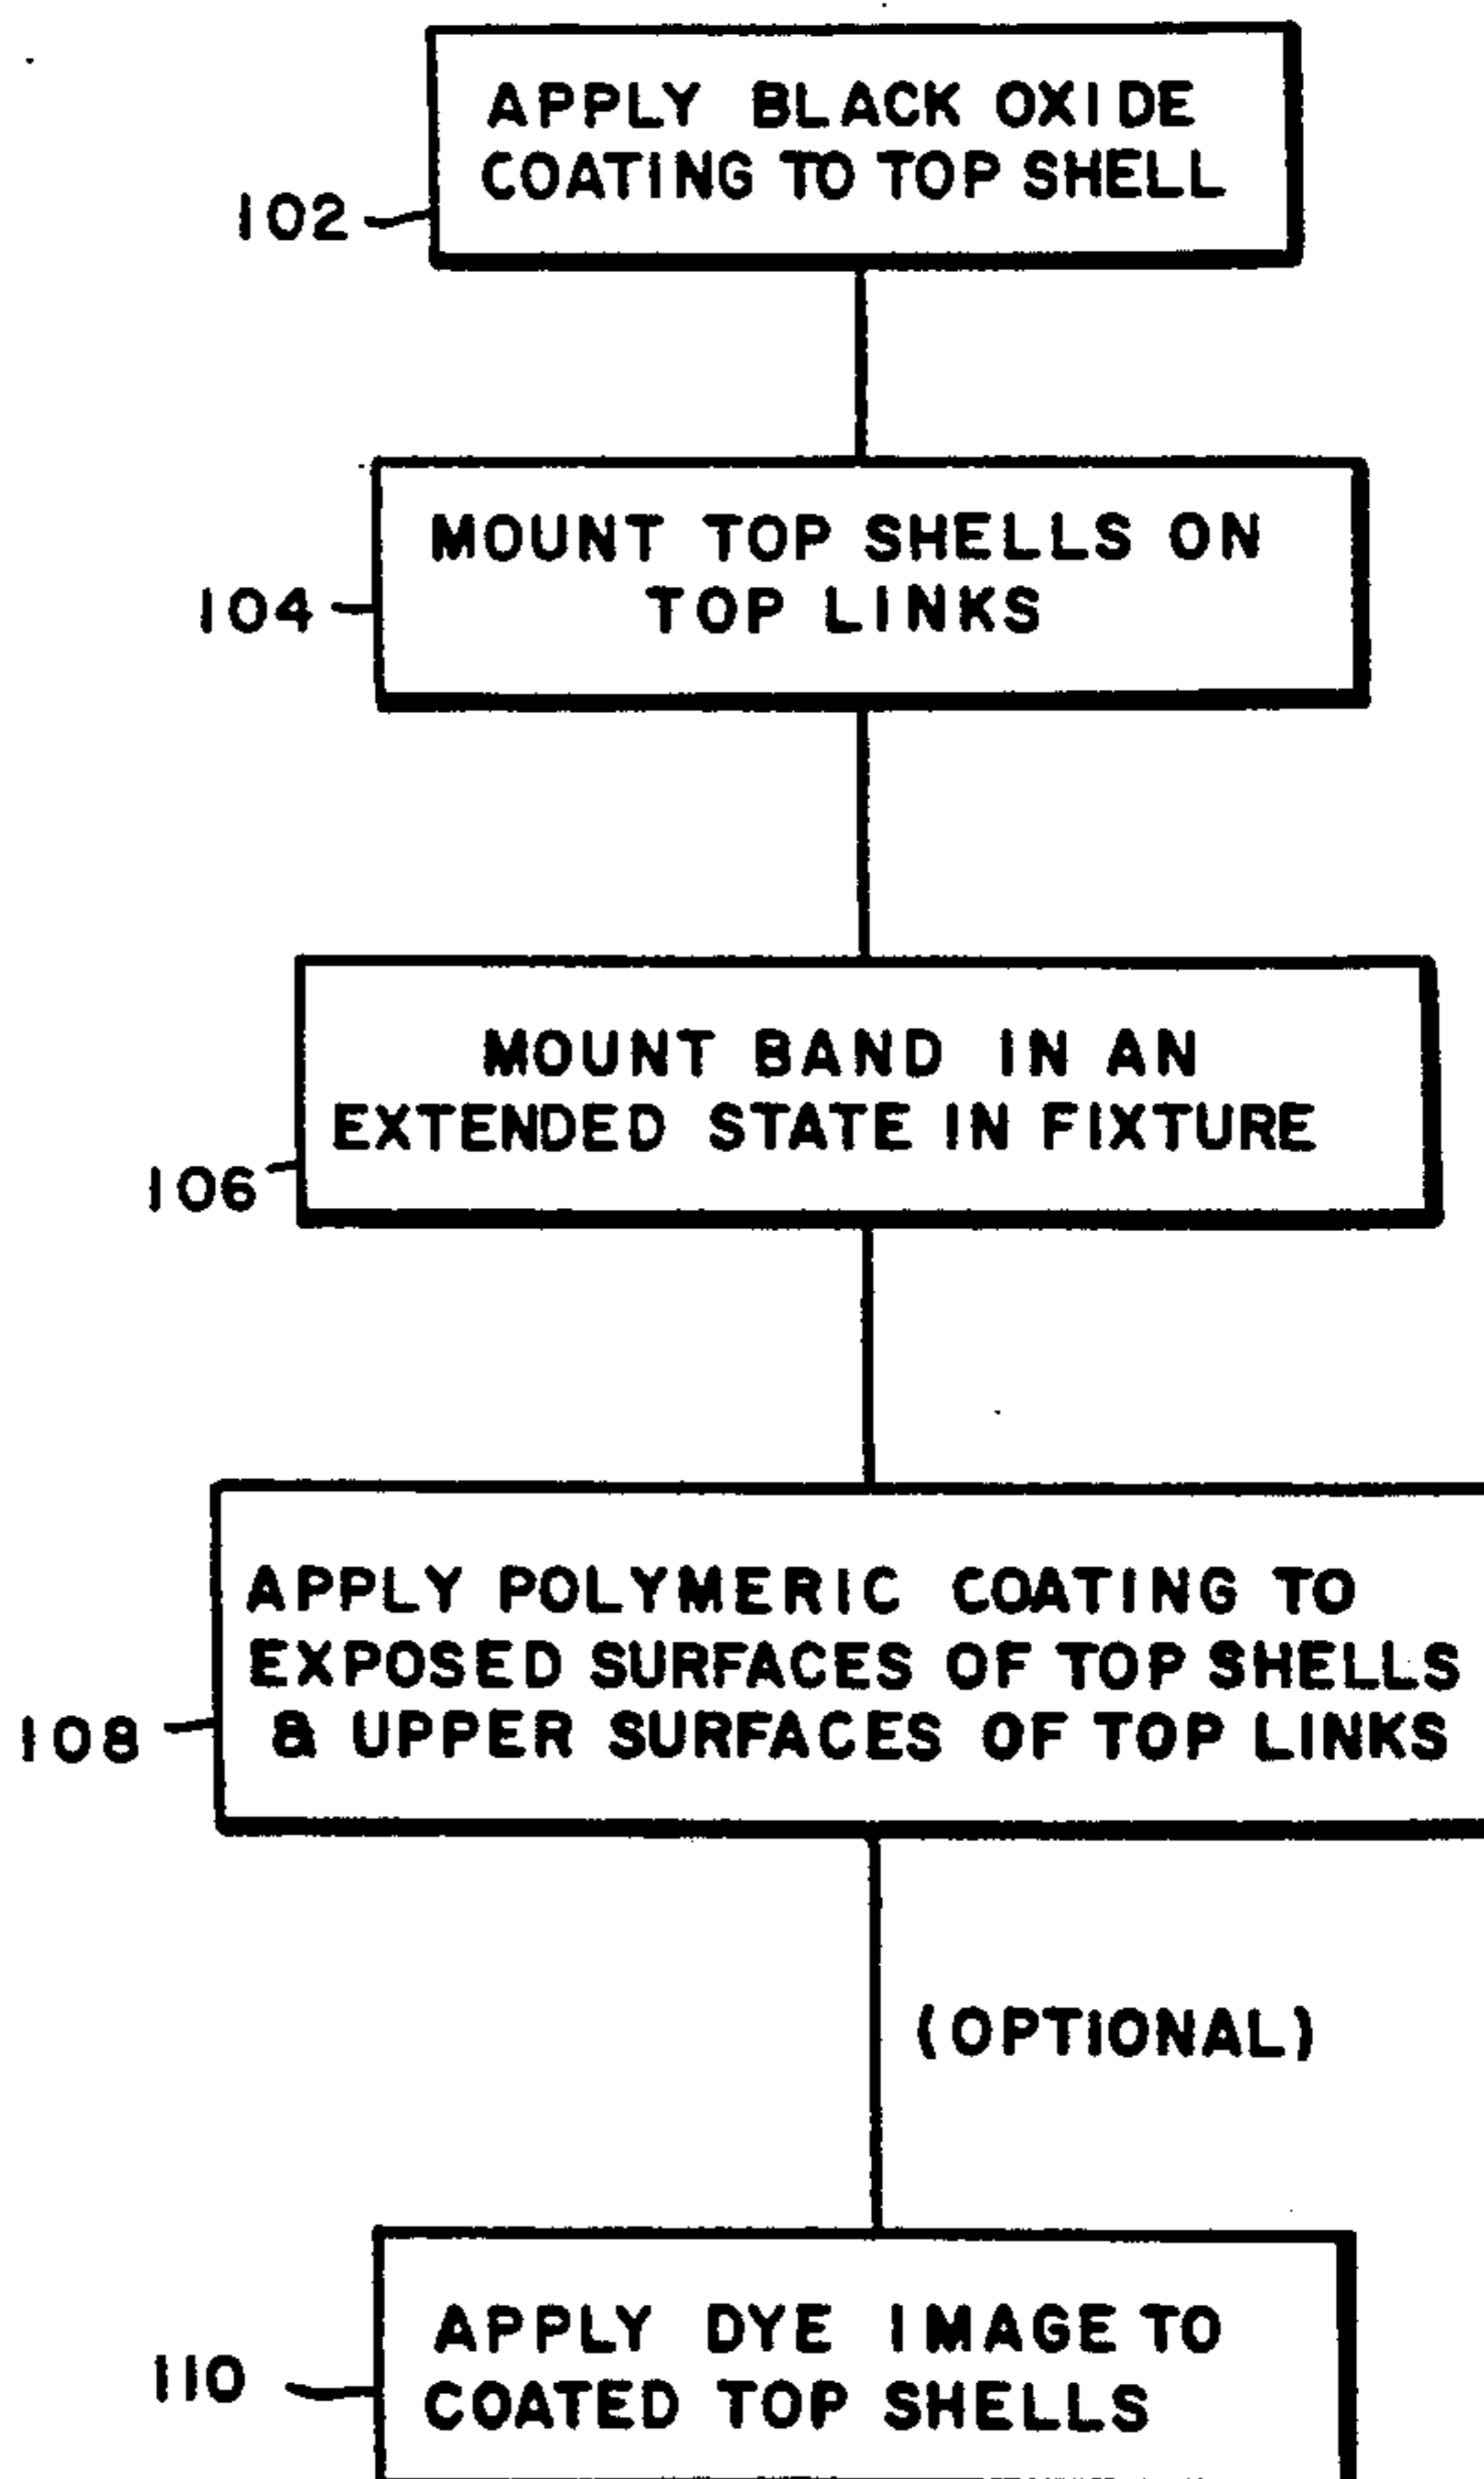 APPLY BLACK OXIDE
COATING TO TOP SHELL
102
MOUNT TOP SHELLS ON
TOP LINKS
104
MOUNT BAND IN AN
EXTENDED STATE IN FIXTURE
106
APPLY POLYMERIC COATING TO
EXPOSED SURFACES OF TOP SHELLS
& UPPER SURFACES OF TOP LINKS
108
(OPTIONAL)
APPLY DYE IMAGE TO
COATED TOP SHELLS
110